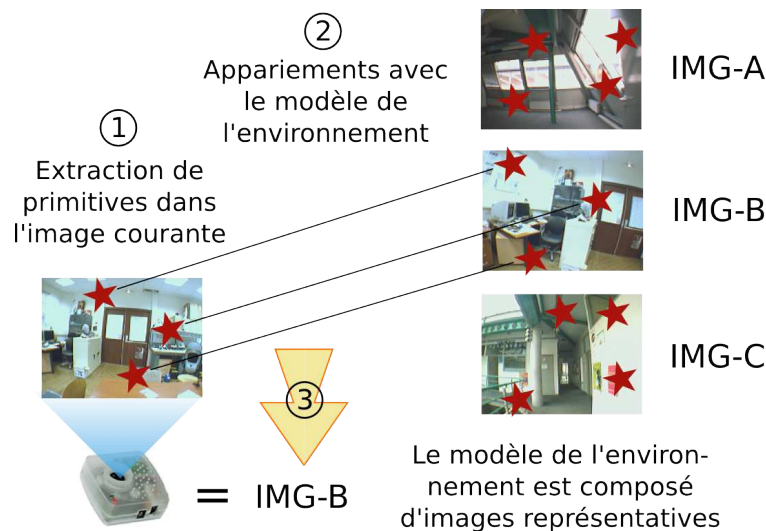 ①
Extraction de
primitives dans
l'image courante
②
Appariements avec
le modèle de
l'environnement
IMG-A
IMG-B
IMG-C
③
= IMG-B
Le modèle de l'environ-
nement est composé
d'images représentatives